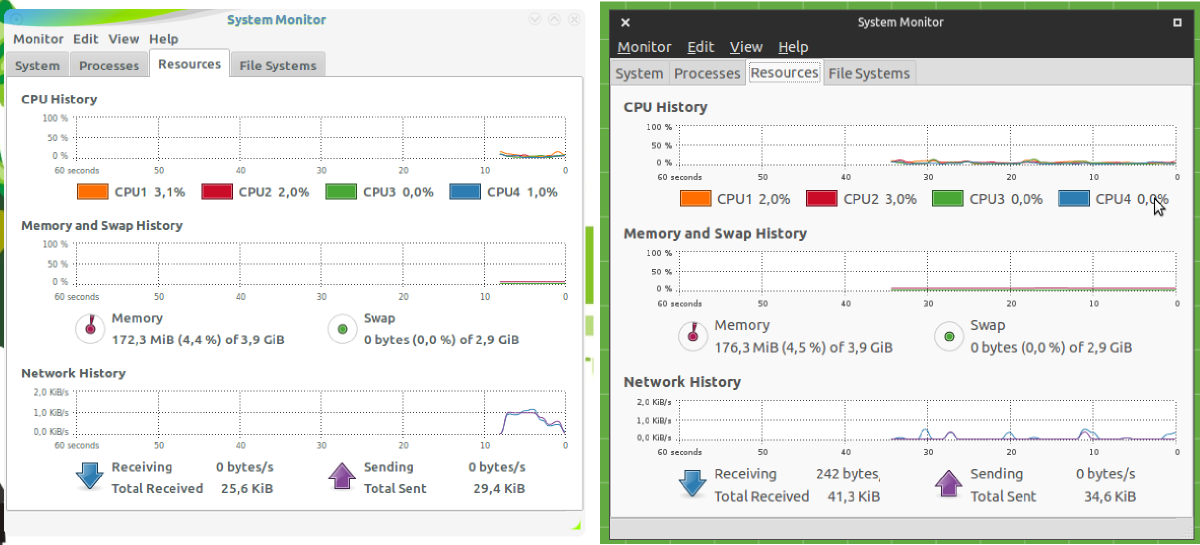 System Monitor
Monitor Edit View Help
System Processes Resources File Systems
CPU History
100 %
50 %
0 %
60 seconds 50 40 30 20 10 0
CPU1 3,1% CPU2 2,0% CPU3 0,0% CPU4 1,0%
Memory and Swap History
100 %
50 %
0 %
60 seconds 50 40 30 20 10 0
Memory Swap
172,3 MiB (4,4 %) of 3,9 GiB 0 bytes (0,0 %) of 2,9 GiB
Network History
2,0 KiB/s
1,0 KiB/s
0,0 KiB/s
60 seconds 50 40 30 20 10 0
Receiving 0 bytes/s Sending 0 bytes/s
Total Received 25,6 KiB Total Sent 29,4 KiB
System Monitor
Monitor Edit View Help
System Processes Resources File Systems
CPU History
100 %
50 %
0 %
60 seconds 50 40 30 20 10 0
CPU1 2,0% CPU2 3,0% CPU3 0,0% CPU4 0,0%
Memory and Swap History
100 %
50 %
0 %
60 seconds 50 40 30 20 10 0
Memory Swap
176,3 MiB (4,5 %) of 3,9 GiB 0 bytes (0,0 %) of 2,9 GiB
Network History
2,0 KiB/s
1,0 KiB/s
0,0 KiB/s
60 seconds 50 40 30 20 10 0
Receiving 242 bytes, Sending 0 bytes/s
Total Received 41,3 KiB Total Sent 34,6 KiB